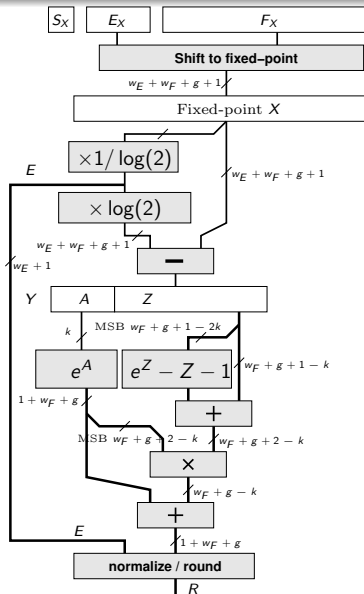 S_X E_X F_X
Shift to fixed−point
w_E + w_F + g + 1
Fixed-point X
×1/ log(2)
E
w_E + w_F + g + 1
× log(2)
w_E + w_F + g + 1
−
w_E + 1
Y A Z
k
MSB w_F + g + 1 − 2k
e^A e^Z − Z − 1
w_F + g + 1 − k
1 + w_F + g
+
MSB w_F + g + 2 − k
w_F + g + 2 − k
×
w_F + g − k
+
E
1 + w_F + g
normalize / round
R